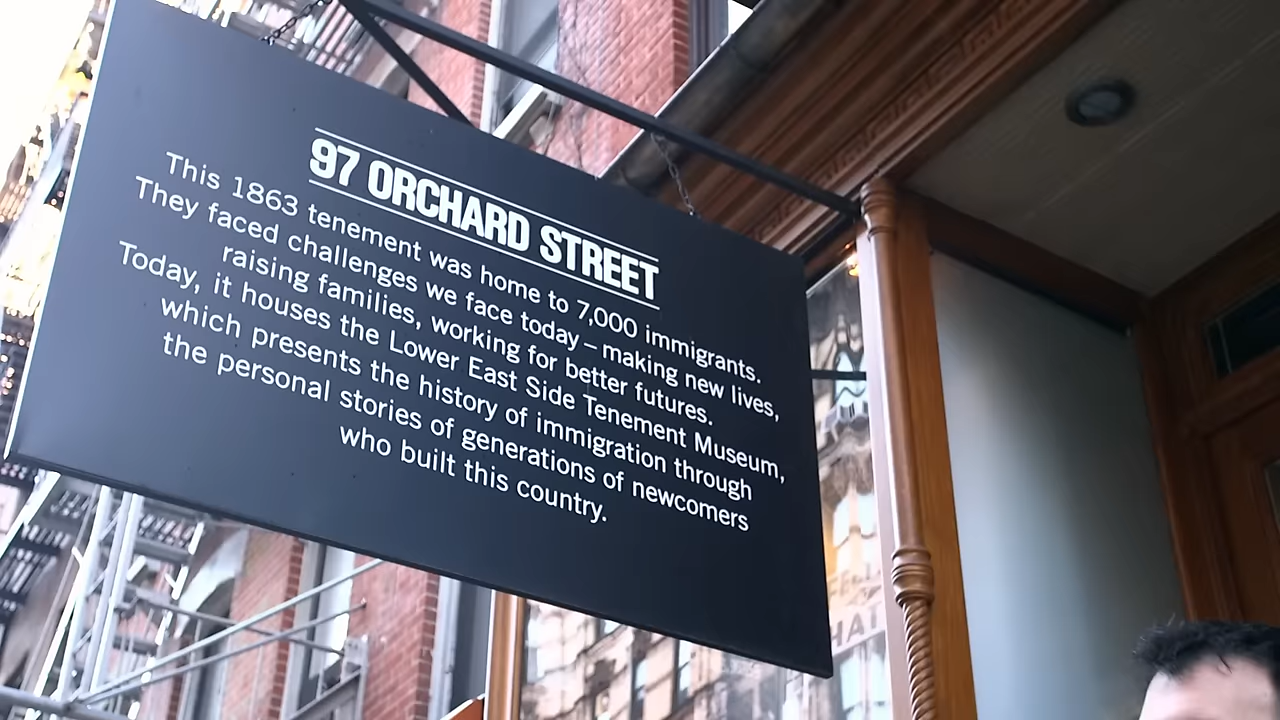 97 ORCHARD STREET
This 1863 tenement was home to 7,000 immigrants.
They faced challenges we face today – making new lives,
raising families, working for better futures.
Today, it houses the Lower East Side Tenement Museum,
which presents the history of immigration through
the personal stories of generations of newcomers
who built this country.